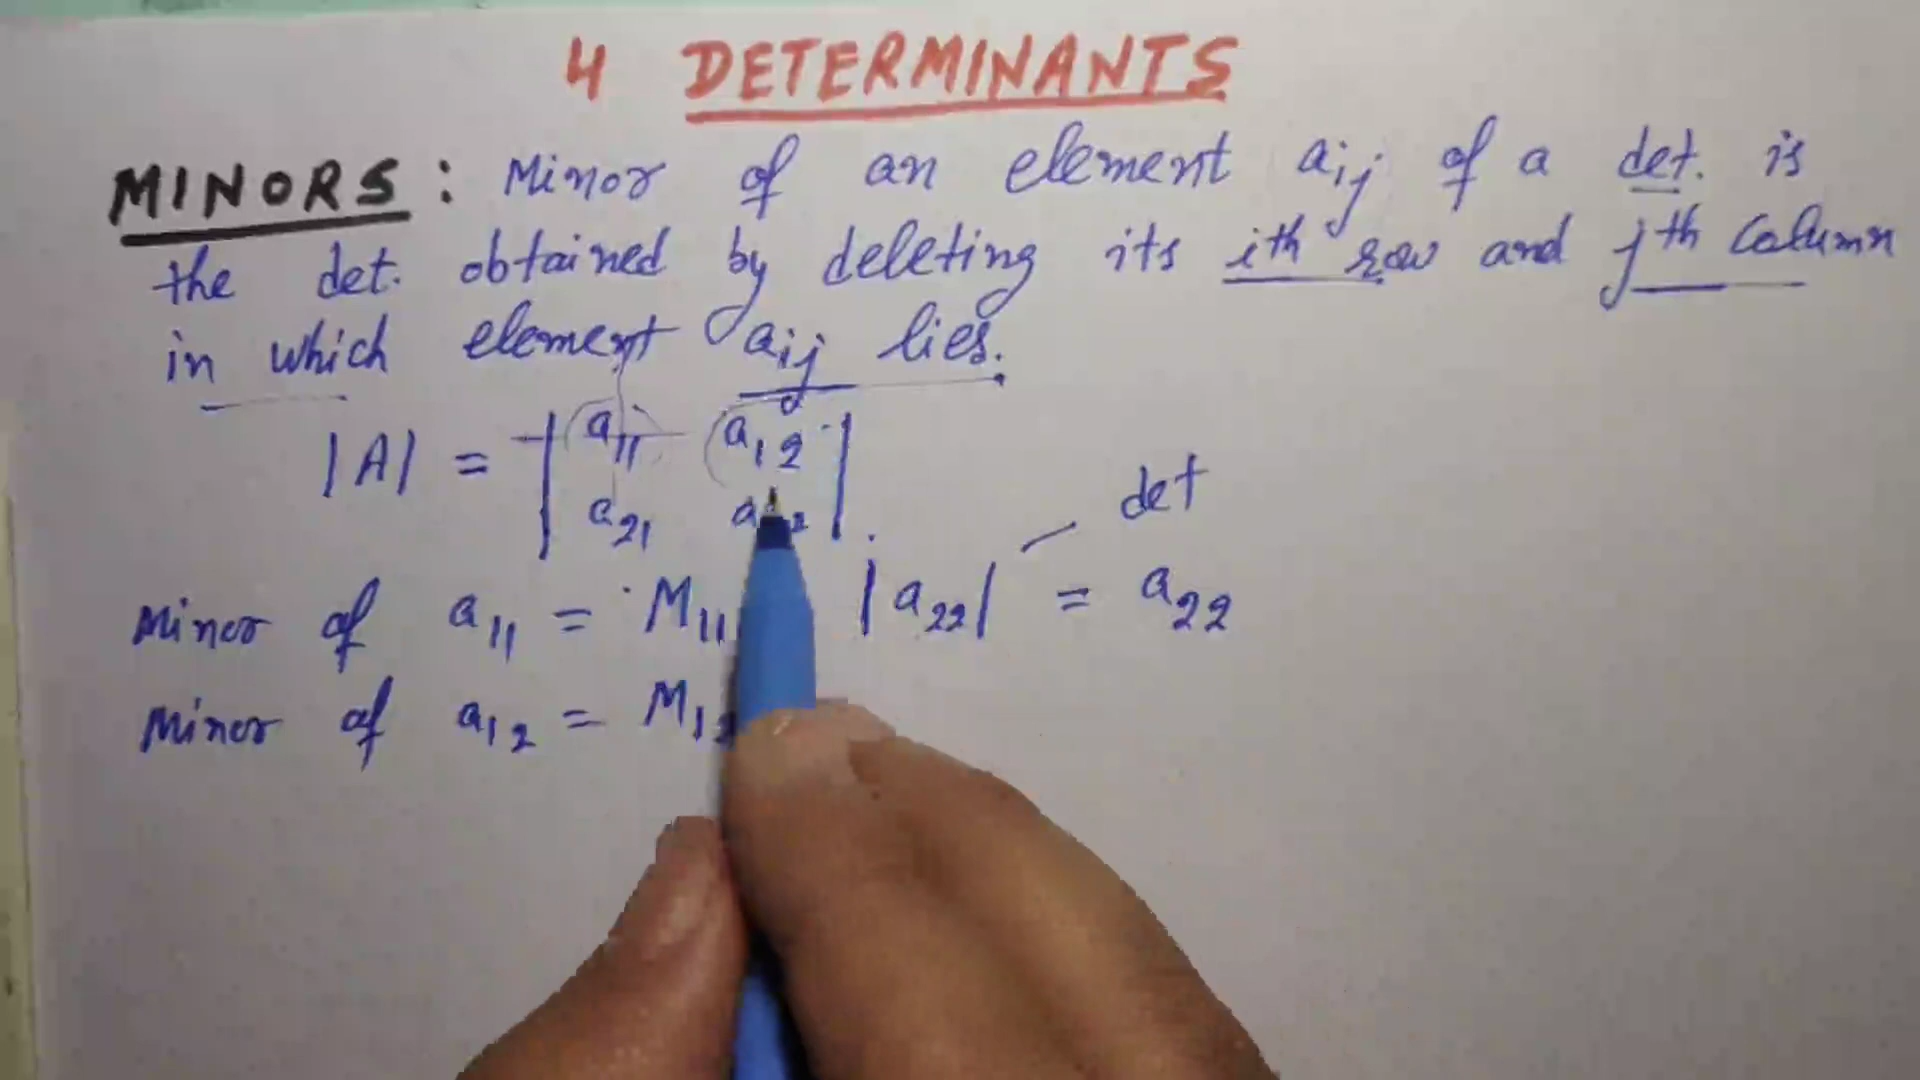 4 DETERMINANTS
MINORS : Minor of an element aij of a det. is
the det. obtained by deleting its ith row and jth column
in which element aij lies.
|A| = | a11 a12 |
a21
det
Minor of a11 = M11 |a22| = a22
Minor of a12 = M12